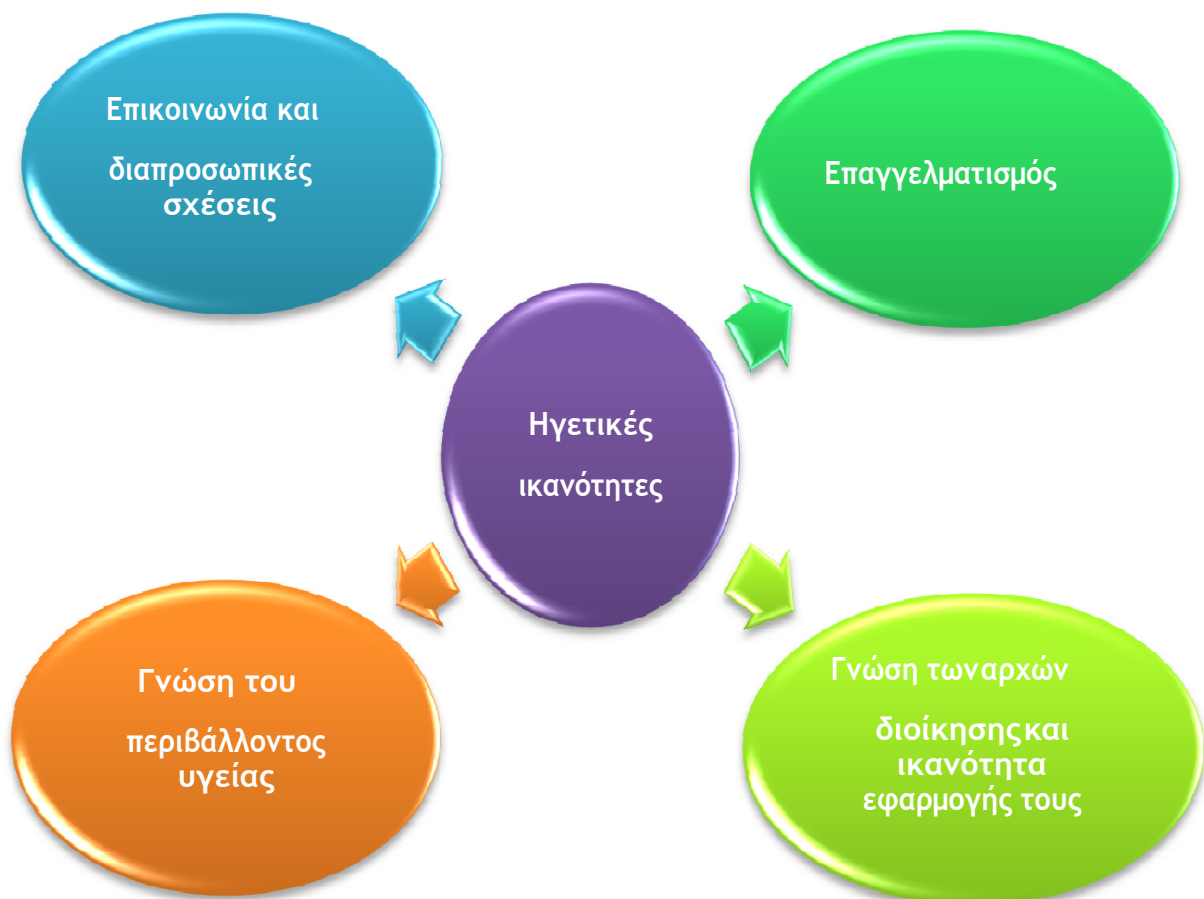 Επικοινωνία και
διαπροσωπικές
σχέσεις
Επαγγελματισμός
Ηγετικές
ικανότητες
Γνώση του
περιβάλλοντος
υγείας
Γνώση τωναρχών
διοίκησηςκαι
ικανότητα
εφαρμογής τους